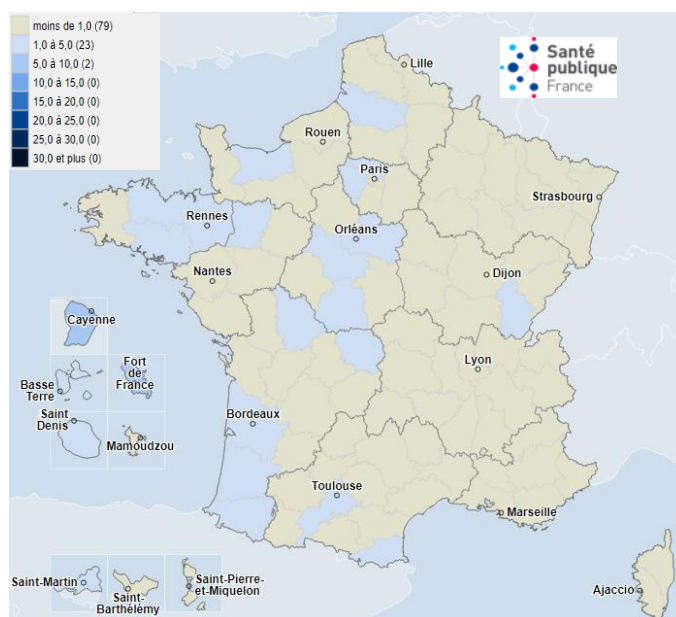 moins de 1,0 (79)
1,0 à 5,0 (23)
5,0 à 10,0 (2)
10,0 à 15,0 (0)
15,0 à 20,0 (0)
20,0 à 25,0 (0)
25,0 à 30,0 (0)
30,0 et plus (0)
Santé
publique
France
Lille
Rouen
Paris
Strasbourg
Rennes
Orléans
Nantes
Dijon
Cayenne
Lyon
Basse
Terre
Fort
de
France
Saint
Denis
Mamoudzou
Bordeaux
Toulouse
Marseille
Saint-Martin
Saint-
Barthélémy
Saint-Pierre-
et-Miquelon
Ajaccio